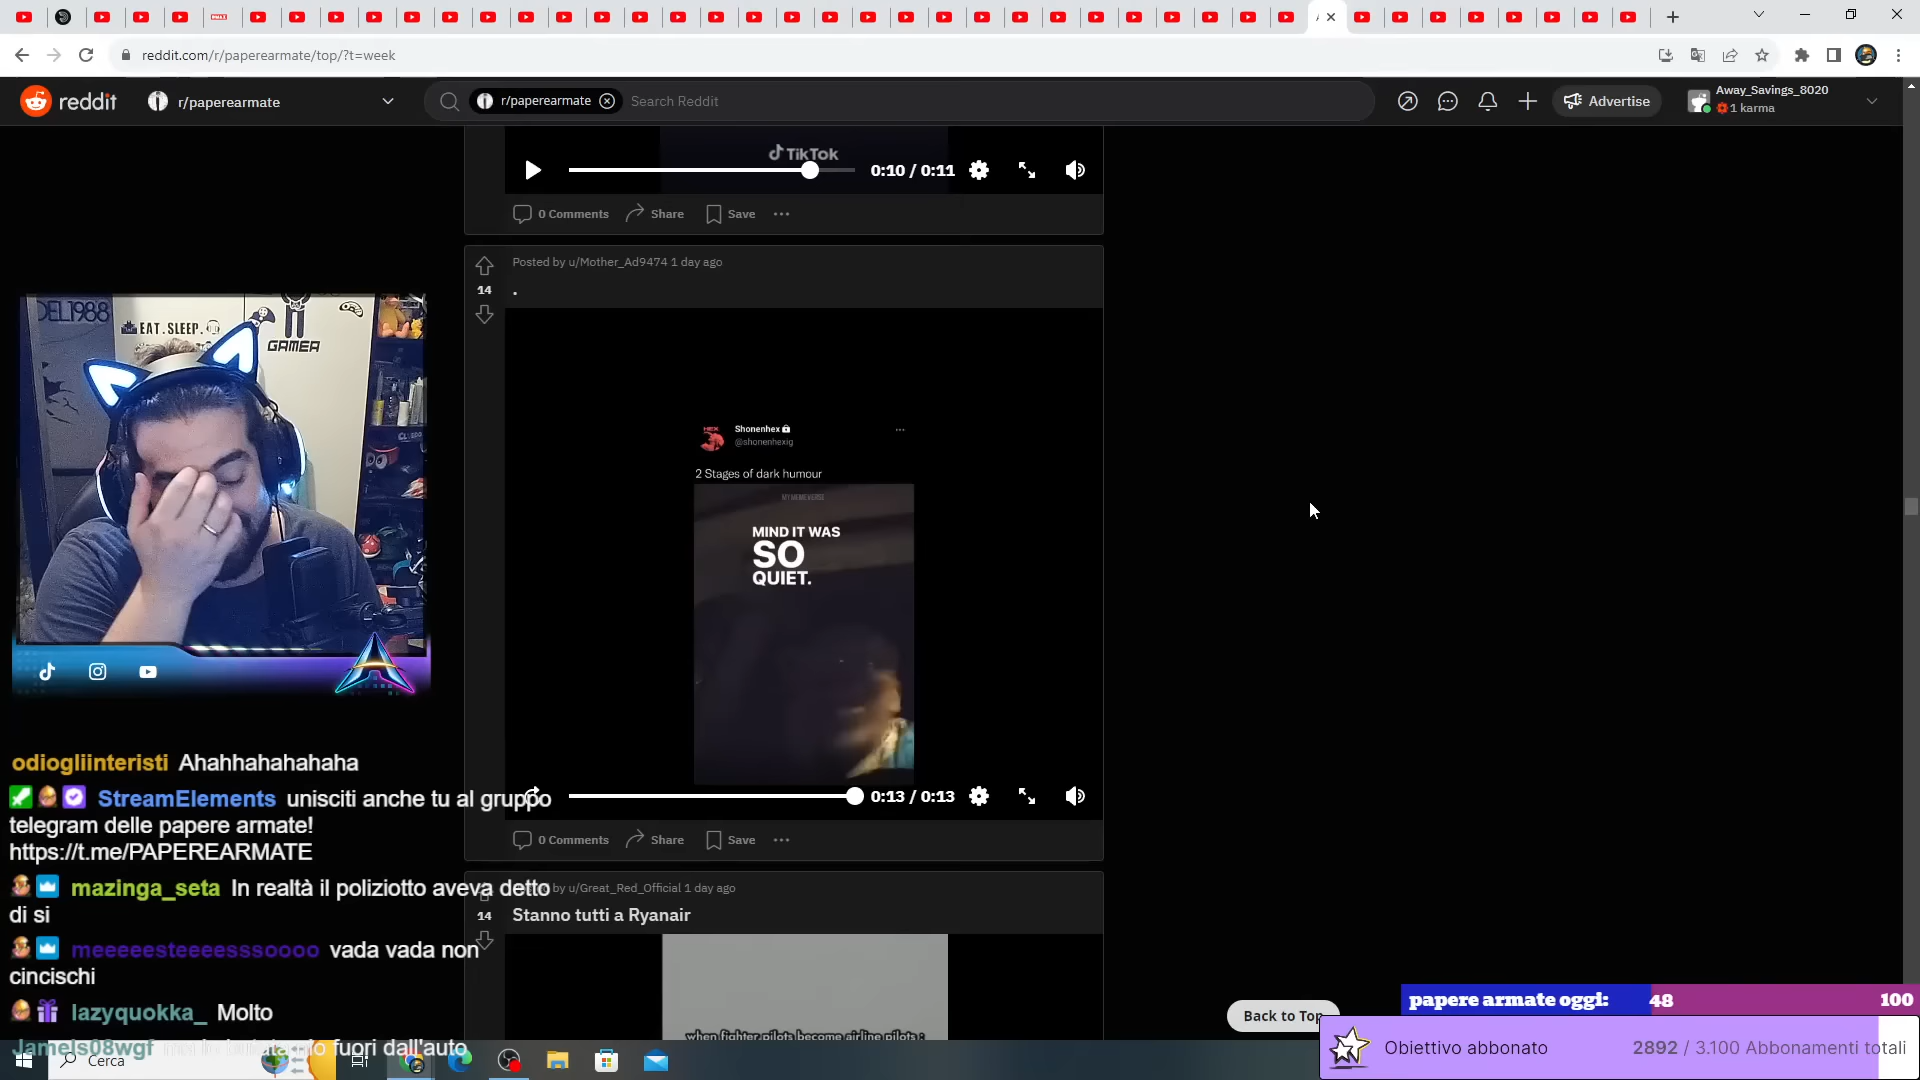 reddit.com/r/paperearmate/top/?t=week
reddit
r/paperearmate
r/paperearmate
Search Reddit
Advertise
Away_Savings_8020
1 karma
TikTok
0:10 / 0:11
0 Comments
Share
Save
Posted by u/Mother_Ad9474 1 day ago
14
.
DEL1988
EAT.SLEEP.
GAMER
Shonenhex
@shonenhexig
2 Stages of dark humour
MY MEMEVERSE
MIND IT WAS
SO
QUIET.
0:13 / 0:13
0 Comments
Share
Save
by u/Great_Red_Official 1 day ago
14
Stanno tutti a Ryanair
when fighter pilots become airline pilots :
odiogliinteristi Ahahhahahahaha
StreamElements unisciti anche tu al gruppo
telegram delle papere armate!
https://t.me/PAPEREARMATE
mazinga_seta In realtà il poliziotto aveva detto
di si
meeeeesteeeesssoooo vada vada non
cincischi
lazyquokka_ Molto
Jameis08wgf fuori dall'auto
Back to Top
papere armate oggi: 48 100
Obiettivo abbonato 2892 / 3.100 Abbonamenti totali
Cerca